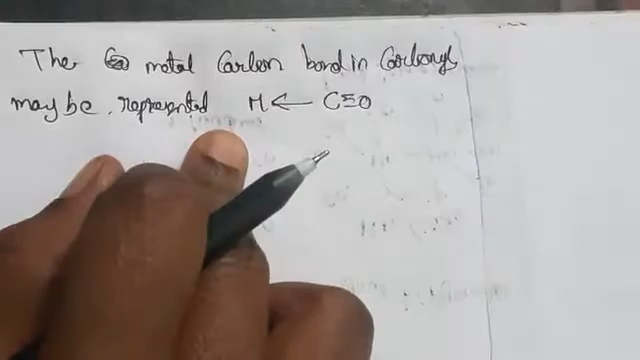 The metal Carbon bond in Carbonyls
may be represented M ← C≡O